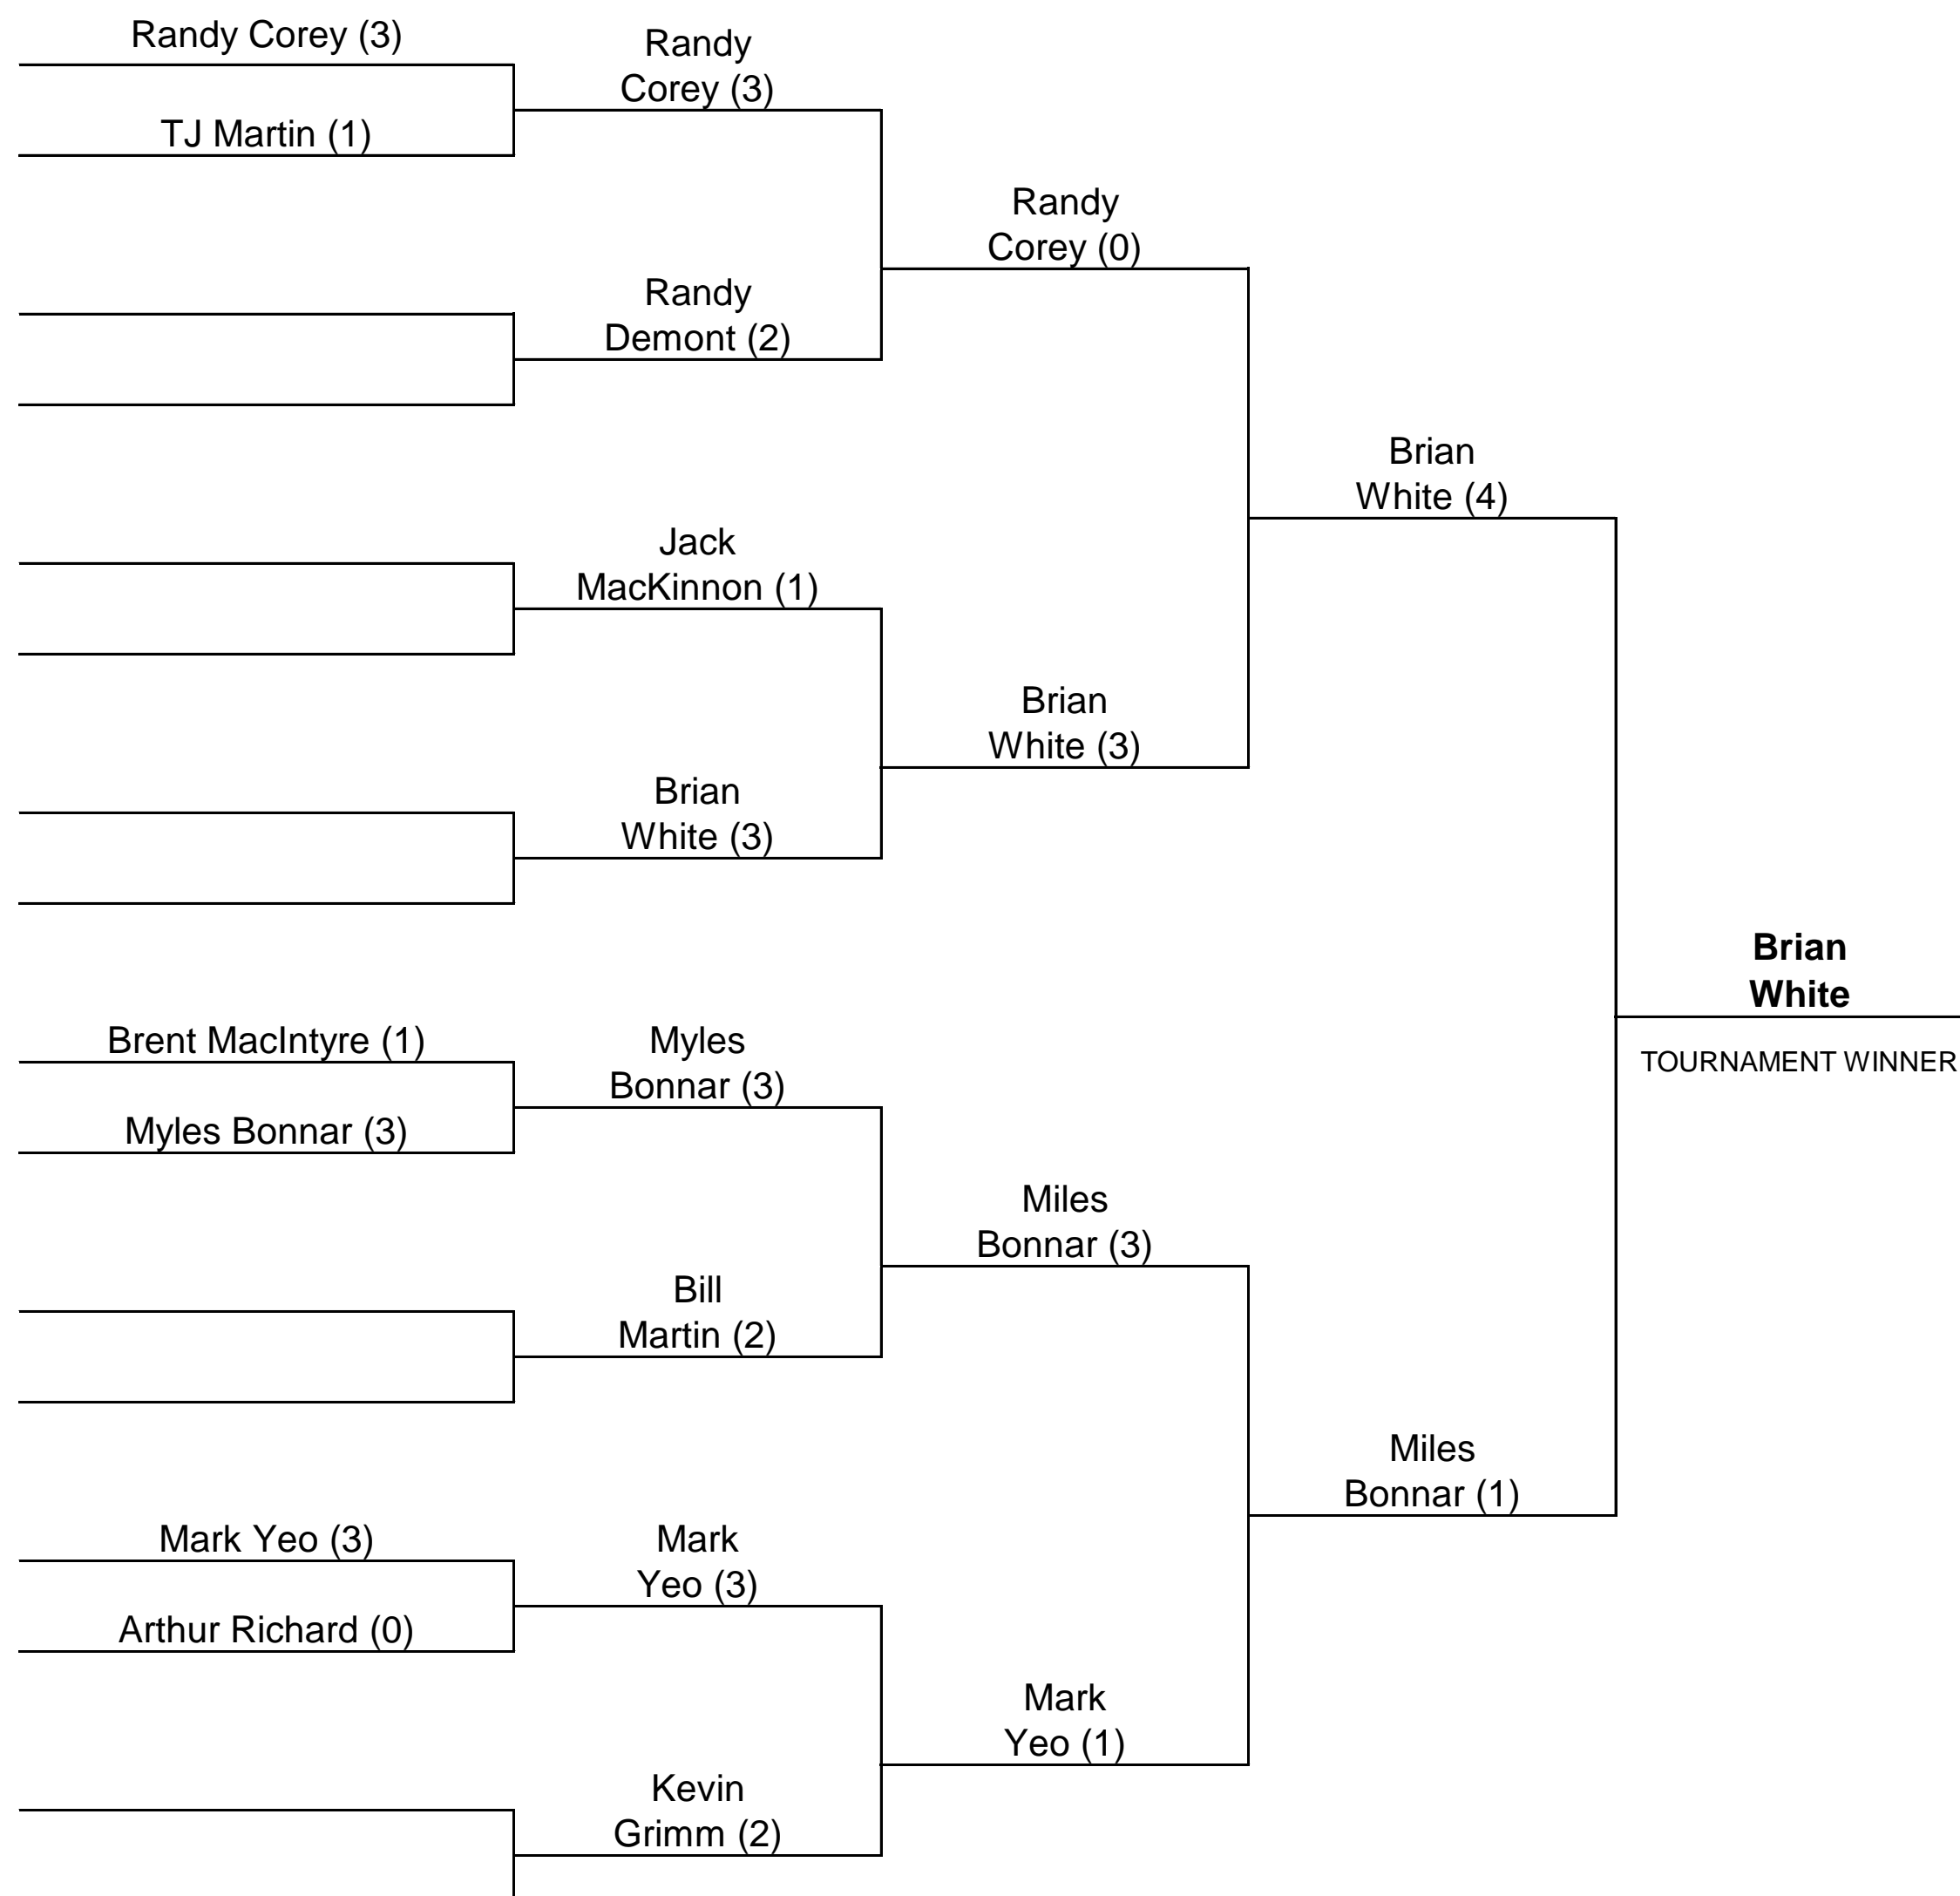 Randy Corey (3)
TJ Martin (1)
Randy
Corey (3)
Randy
Demont (2)
Randy
Corey (0)
Jack
MacKinnon (1)
Brian
White (3)
Brian
White (3)
Brian
White (4)
Brent MacIntyre (1)
Myles Bonnar (3)
Myles
Bonnar (3)
Bill
Martin (2)
Miles
Bonnar (3)
Mark Yeo (3)
Arthur Richard (0)
Mark
Yeo (3)
Kevin
Grimm (2)
Mark
Yeo (1)
Miles
Bonnar (1)
Brian
White
TOURNAMENT WINNER